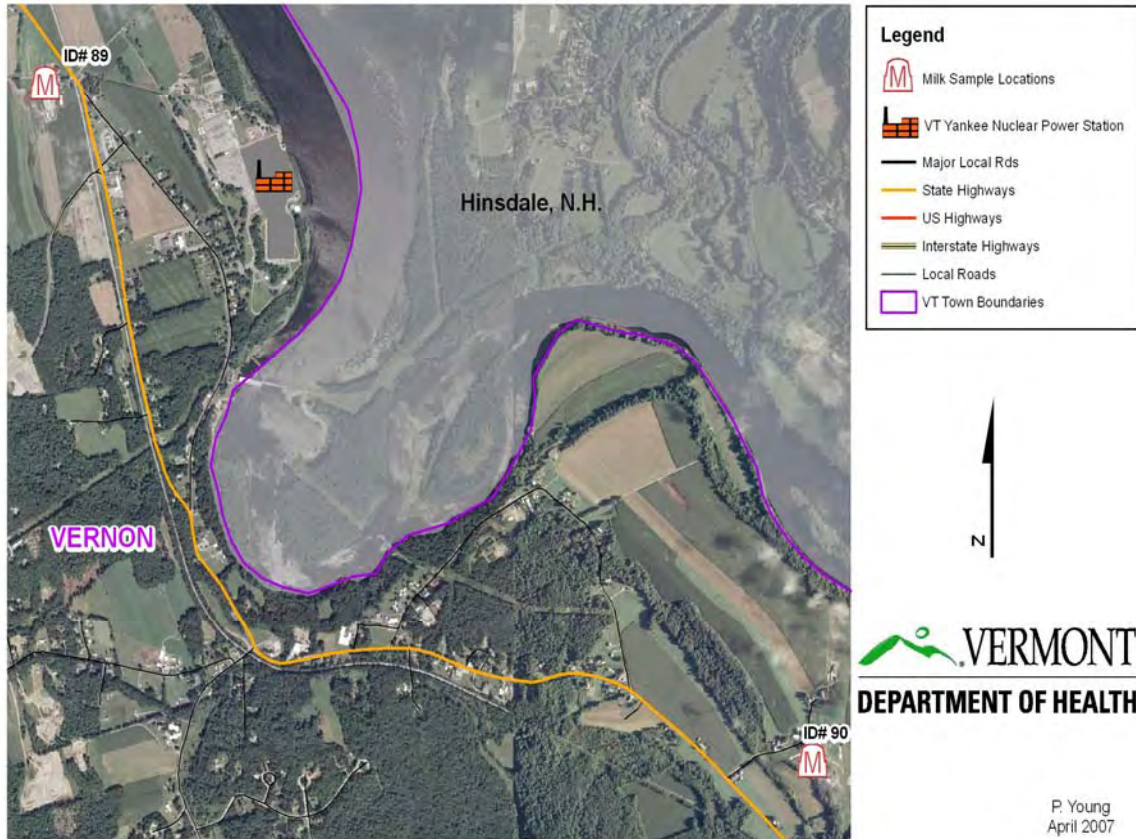 ID# 89
M
Hinsdale, N.H.
VERNON
ID# 90
M
Legend
M Milk Sample Locations
VT Yankee Nuclear Power Station
Major Local Rds
State Highways
US Highways
Interstate Highways
Local Roads
VT Town Boundaries
N
VERMONT
DEPARTMENT OF HEALTH
P. Young
April 2007